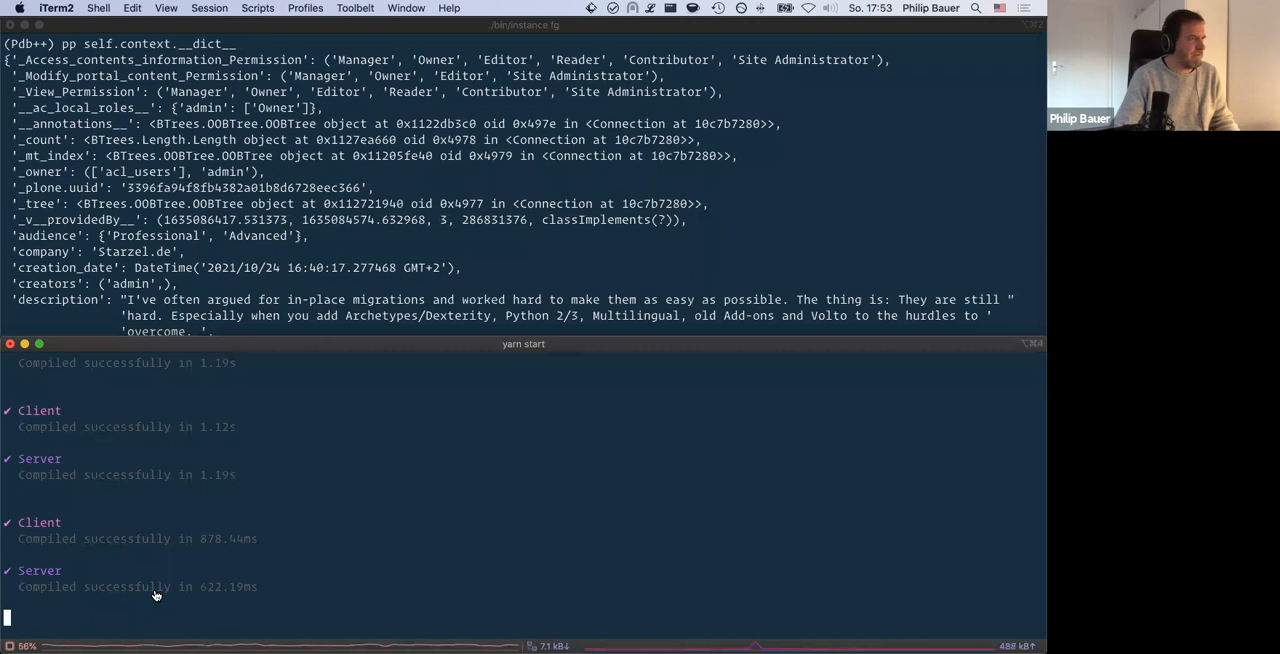 iTerm2 Shell Edit View Session Scripts Profiles Toolbelt Window Help So. 17:53 Philip Bauer
./bin/instance fg
(Pdb++) pp self.context.__dict__
{'_Access_contents_information_Permission': ('Manager', 'Owner', 'Editor', 'Reader', 'Contributor', 'Site Administrator'),
'_Modify_portal_content_Permission': ('Manager', 'Owner', 'Editor', 'Site Administrator'),
'_View_Permission': ('Manager', 'Owner', 'Editor', 'Reader', 'Contributor', 'Site Administrator'),
'__ac_local_roles__': {'admin': ['Owner']},
'__annotations__': <BTrees.OOBTree.OOBTree object at 0x1122db3c0 oid 0x497e in <Connection at 10c7b7280>>,
'_count': <BTrees.Length.Length object at 0x1127ea660 oid 0x4978 in <Connection at 10c7b7280>>,
'_mt_index': <BTrees.OOBTree.OOBTree object at 0x11205fe40 oid 0x4979 in <Connection at 10c7b7280>>,
'_owner': (['acl_users'], 'admin'),
'_plone.uuid': '3396fa94f8fb4382a01b8d6728eec366',
'_tree': <BTrees.OOBTree.OOBTree object at 0x112721940 oid 0x4977 in <Connection at 10c7b7280>>,
'_v__providedBy__': (1635086417.531373, 1635084574.632968, 3, 286831376, classImplements(?)),
'audience': {'Professional', 'Advanced'},
'company': 'Starzel.de',
'creation_date': DateTime('2021/10/24 16:40:17.277468 GMT+2'),
'creators': ('admin',),
'description': "I've often argued for in-place migrations and worked hard to make them as easy as possible. The thing is: They are still "
'hard. Especially when you add Archetypes/Dexterity, Python 2/3, Multilingual, old Add-ons and Volto to the hurdles to '
'overcome. ',
yarn start
Compiled successfully in 1.19s
✔ Client
Compiled successfully in 1.12s
✔ Server
Compiled successfully in 1.19s
✔ Client
Compiled successfully in 878.44ms
✔ Server
Compiled successfully in 622.19ms
56% 7.1 kB↓ 488 kB↑
Philip Bauer